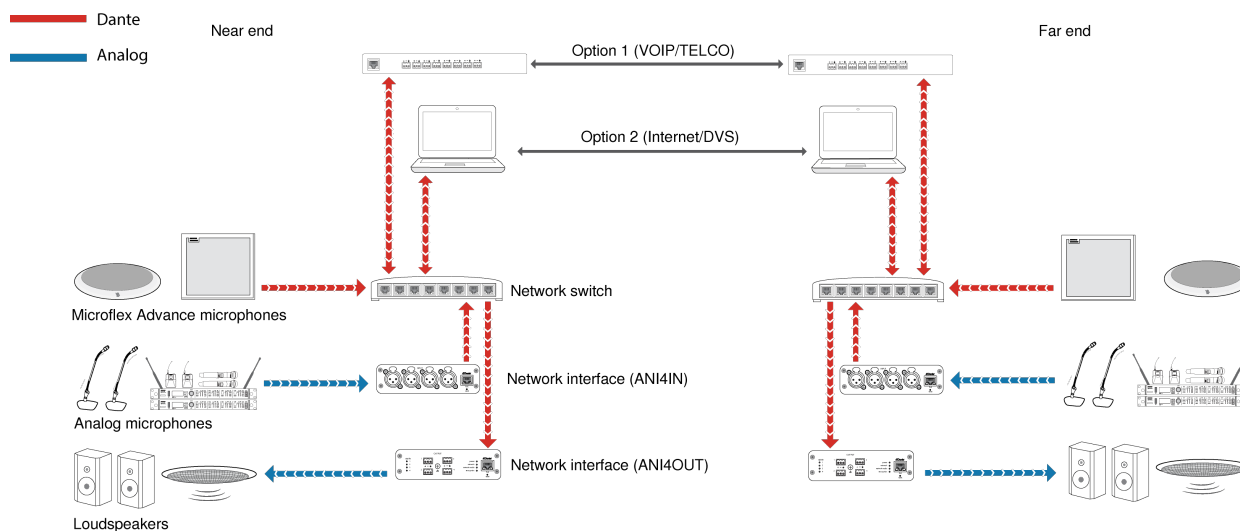 Dante
Near end
Far end
Analog
Option 1 (VOIP/TELCO)
Option 2 (Internet/DVS)
Network switch
Microflex Advance microphones
Network interface (ANI4IN)
Analog microphones
Network interface (ANI4OUT)
Loudspeakers